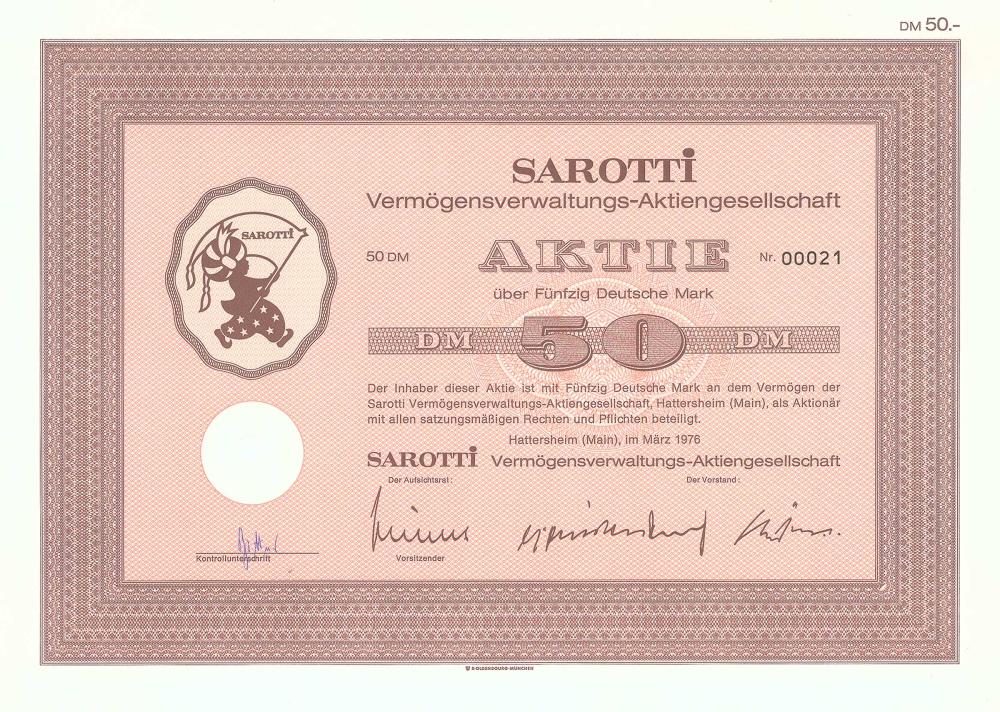 DM 50.-
SAROTTI
Vermögensverwaltungs-Aktiengesellschaft
SAROTTI
50 DM AKTIE Nr. 00021
über Fünfzig Deutsche Mark
DM 50 DM
Der Inhaber dieser Aktie ist mit Fünfzig Deutsche Mark an dem Vermögen der
Sarotti Vermögensverwaltungs-Aktiengesellschaft, Hattersheim (Main), als Aktionär
mit allen satzungsmäßigen Rechten und Pflichten beteiligt.
Hattersheim (Main), im März 1976
SAROTTI Vermögensverwaltungs-Aktiengesellschaft
Der Aufsichtsrat: Der Vorstand:
Kontrollunterschrift Vorsitzender
R·OLDENBOURG·MÜNCHEN